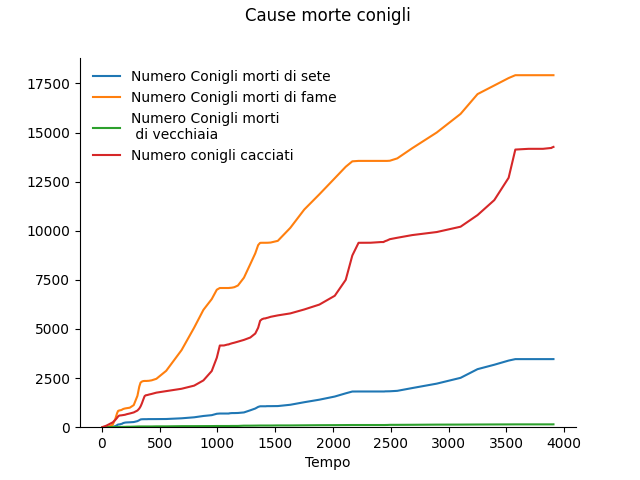 Cause morte conigli
Numero Conigli morti di sete
Numero Conigli morti di fame
Numero Conigli morti
di vecchiaia
Numero conigli cacciati
17500
15000
12500
10000
7500
5000
2500
0
0 500 1000 1500 2000 2500 3000 3500 4000
Tempo